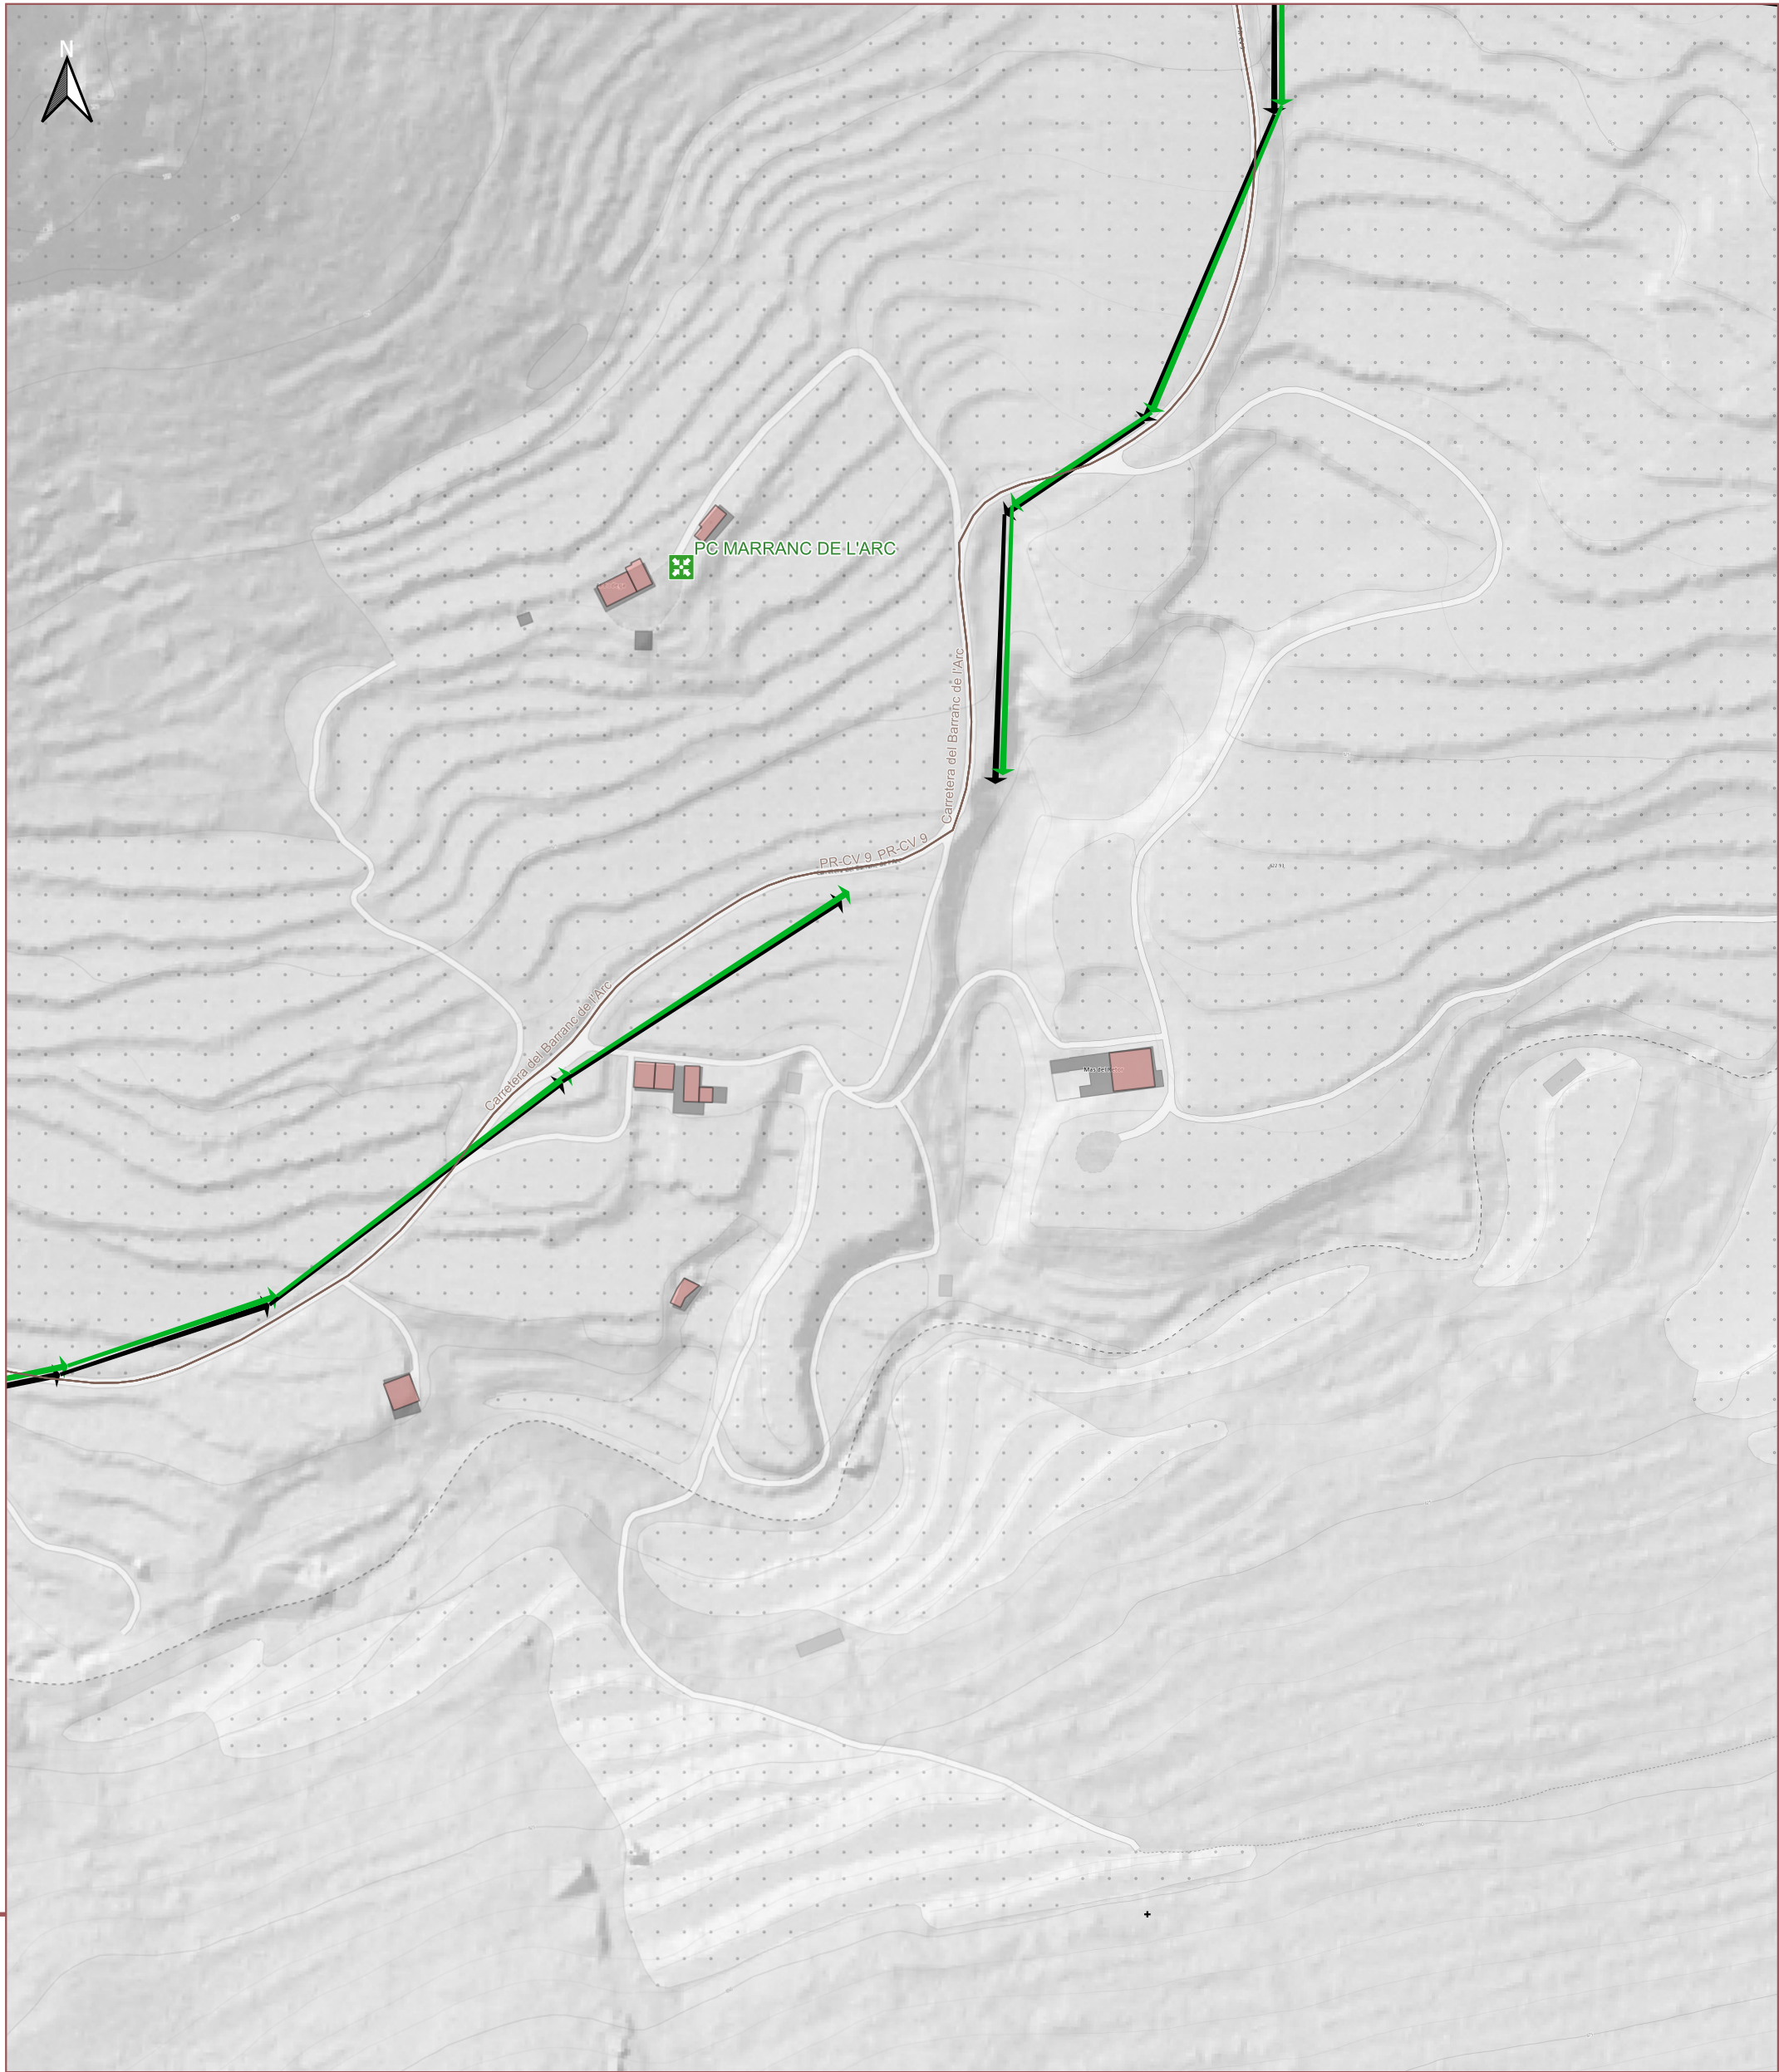 N
PC MARRANC DE L'ARC
Carretera del Barranc de l'Arc
PR-CV 9 PR-CV 9
Carretera del Barranc de l'Arc